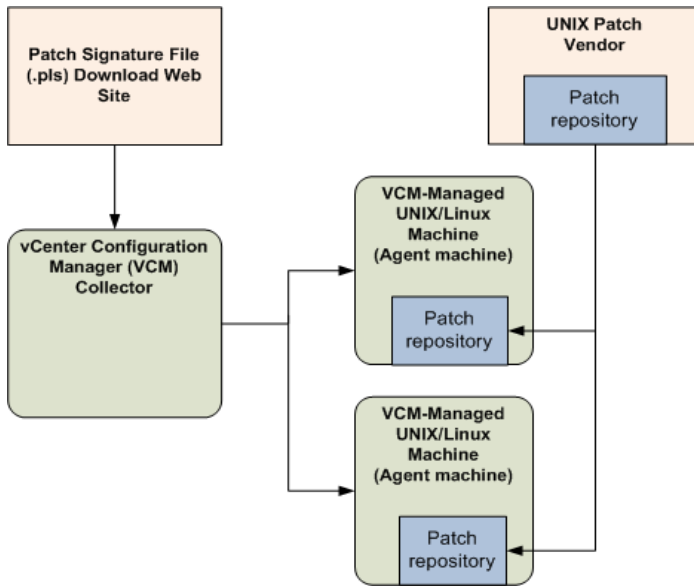 Patch Signature File
(.pls) Download Web
Site
UNIX Patch
Vendor
Patch
repository
vCenter Configuration
Manager (VCM)
Collector
VCM-Managed
UNIX/Linux
Machine
(Agent machine)
Patch
repository
VCM-Managed
UNIX/Linux
Machine
(Agent machine)
Patch
repository